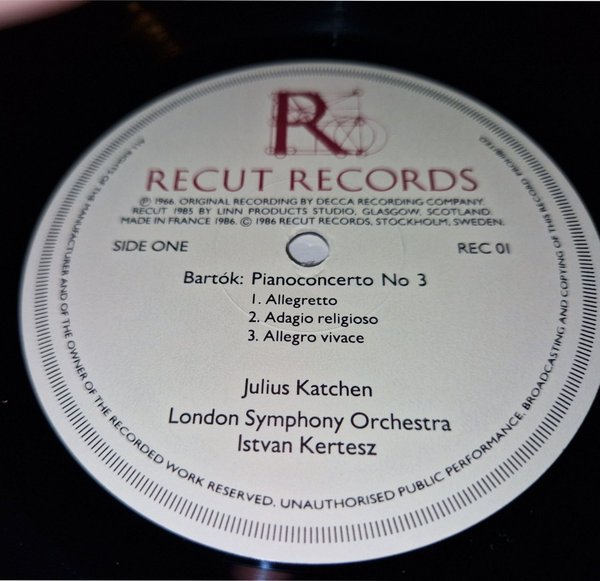 R
RECUT RECORDS
Ⓟ 1966. ORIGINAL RECORDING BY DECCA RECORDING COMPANY.
RECUT 1985 BY LINN PRODUCTS STUDIO, GLASGOW, SCOTLAND.
MADE IN FRANCE 1986. © 1986 RECUT RECORDS, STOCKHOLM, SWEDEN.
SIDE ONE
REC 01
Bartók: Pianoconcerto No 3
1. Allegretto
2. Adagio religioso
3. Allegro vivace
Julius Katchen
London Symphony Orchestra
Istvan Kertesz
ALL RIGHTS OF THE MANUFACTURER AND OF THE OWNER OF THE RECORDED WORK RESERVED. UNAUTHORISED PUBLIC PERFORMANCE, BROADCASTING AND COPYING OF THIS RECORD PROHIBITED